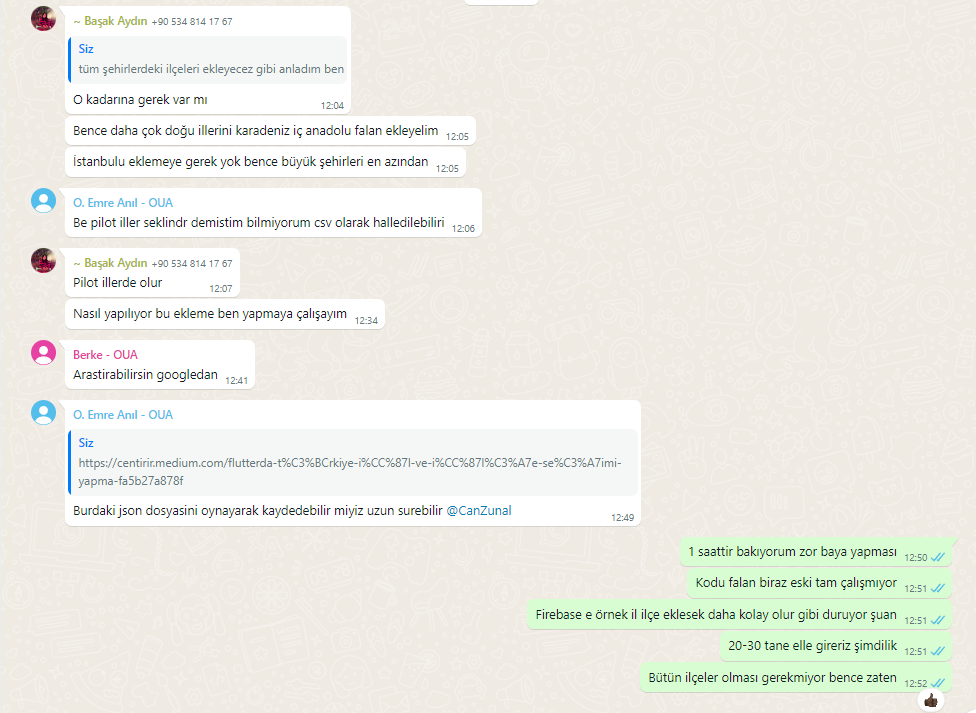 ~ Başak Aydın +90 534 814 17 67
Siz
tüm şehirlerdeki ilçeleri ekleyecez gibi anladım ben
O kadarına gerek var mı 12:04
Bence daha çok doğu illerini karadeniz iç anadolu falan ekleyelim 12:05
İstanbulu eklemeye gerek yok bence büyük şehirleri en azından 12:05
O. Emre Anıl - OUA
Be pilot iller seklindr demistim bilmiyorum csv olarak halledilebiliri 12:06
~ Başak Aydın +90 534 814 17 67
Pilot illerde olur 12:07
Nasıl yapılıyor bu ekleme ben yapmaya çalışayım 12:34
Berke - OUA
Arastirabilirsin googledan 12:41
O. Emre Anıl - OUA
Siz
https://centirir.medium.com/flutterda-t%C3%BCrkiye-i%CC%87l-ve-i%CC%87l%C3%A7e-se%C3%A7imi-
yapma-fa5b27a878f
Burdaki json dosyasini oynayarak kaydedebilir miyiz uzun surebilir @CanZunal 12:49
1 saattir bakıyorum zor baya yapması 12:50
Kodu falan biraz eski tam çalışmıyor 12:51
Firebase e örnek il ilçe eklesek daha kolay olur gibi duruyor şuan 12:51
20-30 tane elle gireriz şimdilik 12:51
Bütün ilçeler olması gerekmiyor bence zaten 12:52